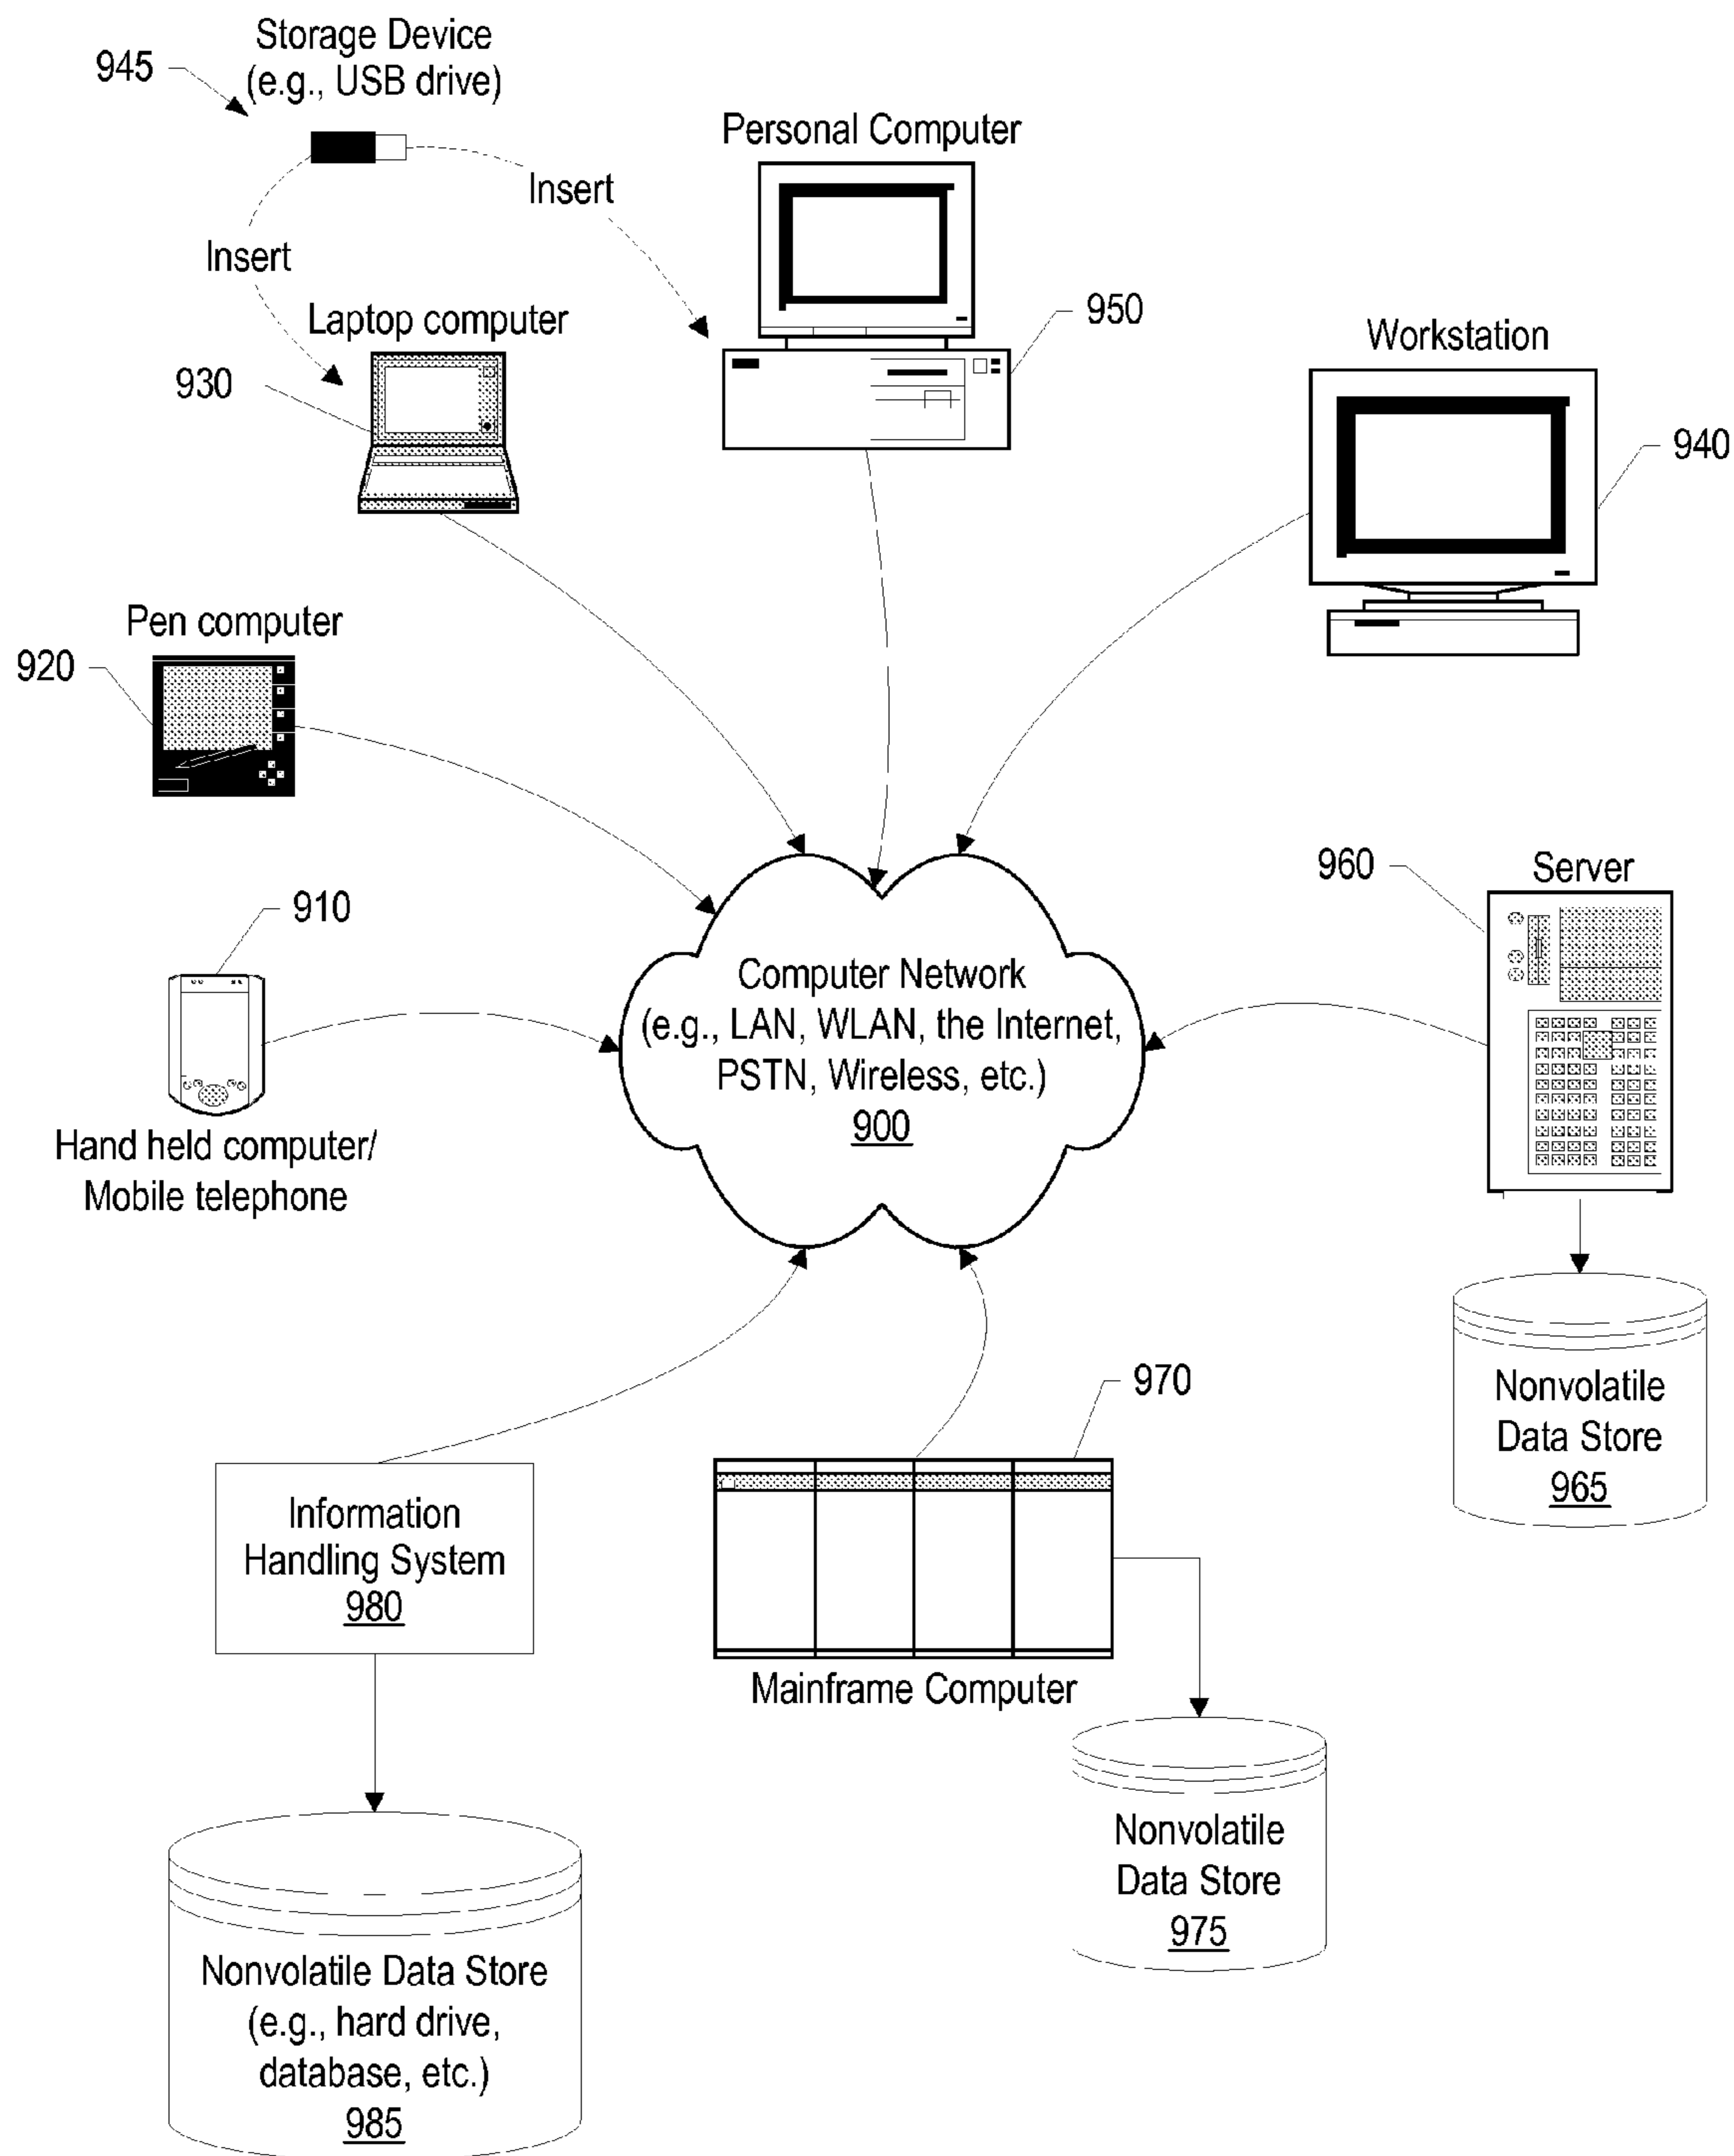 Storage Device
(e.g., USB drive)
945
Insert
Insert
Personal Computer
950
Laptop computer
930
Workstation
940
Pen computer
920
910
Hand held computer/
Mobile telephone
Computer Network
(e.g., LAN, WLAN, the Internet,
PSTN, Wireless, etc.)
900
960
Server
Nonvolatile
Data Store
965
970
Mainframe Computer
Nonvolatile
Data Store
975
Information
Handling System
980
Nonvolatile Data Store
(e.g., hard drive,
database, etc.)
985